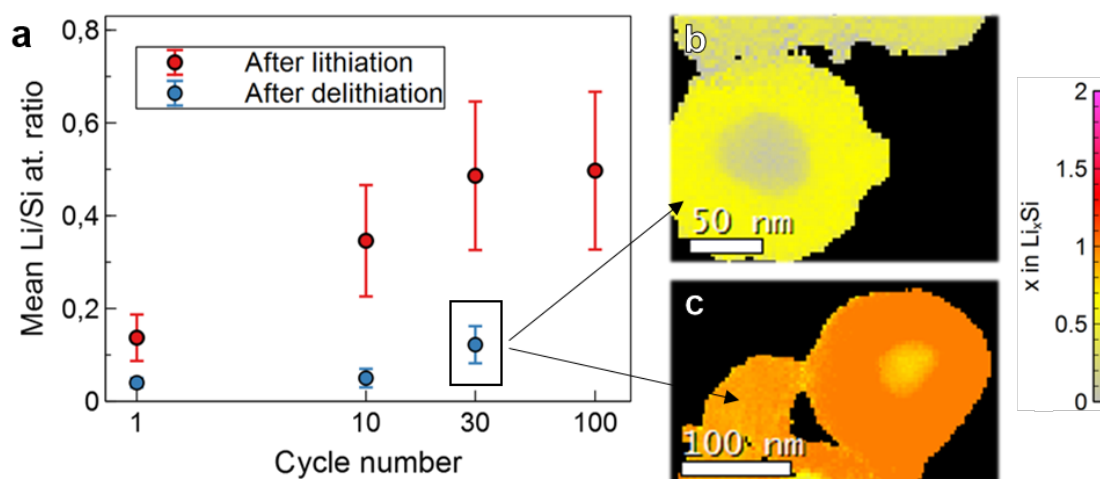 a
Mean Li/Si at. ratio
0,8
0,6
0,4
0,2
0
After lithiation
After delithiation
1
10
30
100
Cycle number
b
50 nm
c
100 nm
2
1.5
1
0.5
0
x in LiₓSi